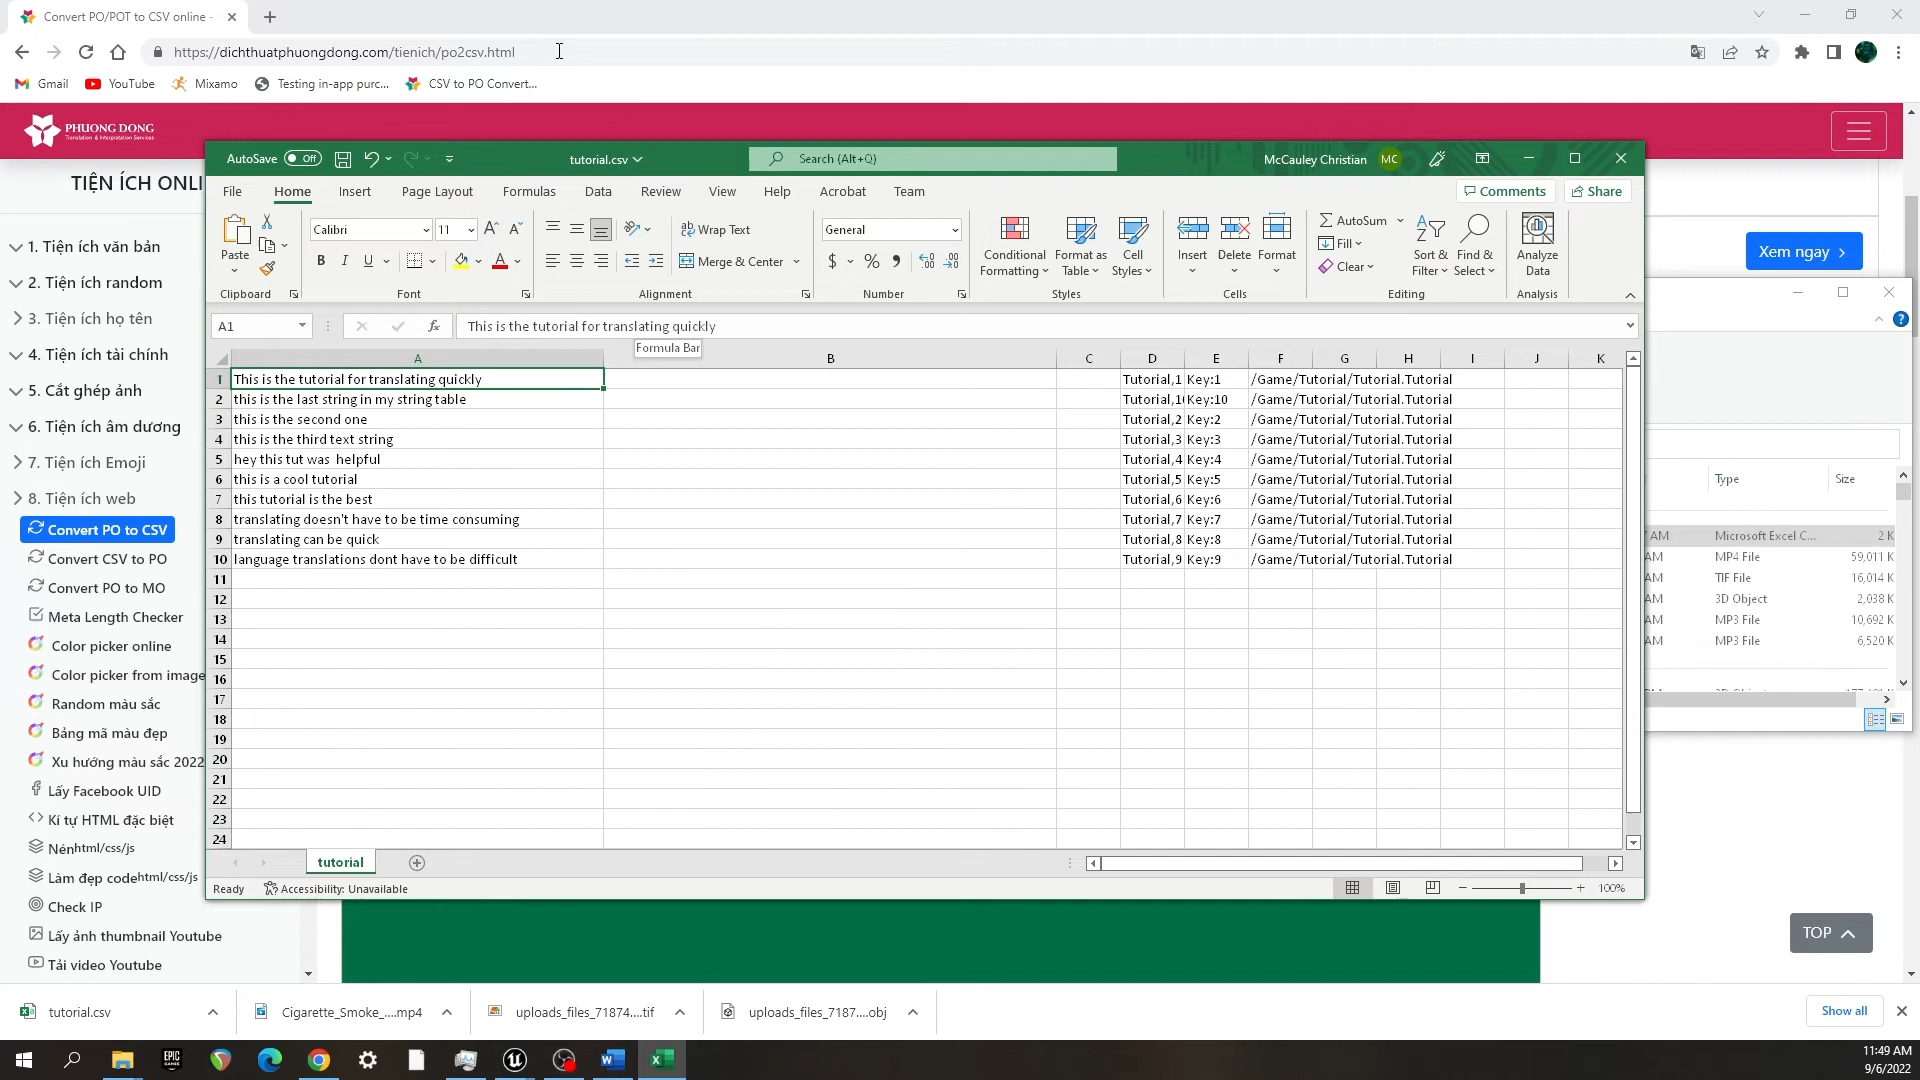 Convert PO/POT to CSV online -
https://dichthuatphuongdong.com/tienich/po2csv.html
Gmail
YouTube
Mixamo
Testing in-app purc...
CSV to PO Convert...
PHUONG DONG
Translation & Interpretation Services
TIỆN ÍCH ONLI
1. Tiện ích văn bản
2. Tiện ích random
3. Tiện ích họ tên
4. Tiện ích tài chính
5. Cắt ghép ảnh
6. Tiện ích âm dương
7. Tiện ích Emoji
8. Tiện ích web
Convert PO to CSV
Convert CSV to PO
Convert PO to MO
Meta Length Checker
Color picker online
Color picker from image
Random màu sắc
Bảng mã màu đẹp
Xu hướng màu sắc 2022
Lấy Facebook UID
Kí tự HTML đặc biệt
Nén html/css/js
Làm đẹp code html/css/js
Check IP
Lấy ảnh thumbnail Youtube
Tải video Youtube
AutoSave Off
tutorial.csv
Search (Alt+Q)
McCauley Christian MC
File Home Insert Page Layout Formulas Data Review View Help Acrobat Team
Comments Share
Paste
Clipboard
Calibri 11
B I U
Font
Wrap Text
Merge & Center
Alignment
General
$ % ,
Number
Conditional Formatting
Format as Table
Cell Styles
Styles
Insert Delete Format
Cells
AutoSum
Fill
Clear
Sort & Filter
Find & Select
Editing
Analyze Data
Analysis
A1
fx
This is the tutorial for translating quickly
Formula Bar
A B C D E F G H I J K
1 This is the tutorial for translating quickly Tutorial,1 Key:1 /Game/Tutorial/Tutorial.Tutorial
2 this is the last string in my string table Tutorial,1 Key:10 /Game/Tutorial/Tutorial.Tutorial
3 this is the second one Tutorial,2 Key:2 /Game/Tutorial/Tutorial.Tutorial
4 this is the third text string Tutorial,3 Key:3 /Game/Tutorial/Tutorial.Tutorial
5 hey this tut was  helpful Tutorial,4 Key:4 /Game/Tutorial/Tutorial.Tutorial
6 this is a cool tutorial Tutorial,5 Key:5 /Game/Tutorial/Tutorial.Tutorial
7 this tutorial is the best Tutorial,6 Key:6 /Game/Tutorial/Tutorial.Tutorial
8 translating doesn't have to be time consuming Tutorial,7 Key:7 /Game/Tutorial/Tutorial.Tutorial
9 translating can be quick Tutorial,8 Key:8 /Game/Tutorial/Tutorial.Tutorial
10 language translations dont have to be difficult Tutorial,9 Key:9 /Game/Tutorial/Tutorial.Tutorial
11
12
13
14
15
16
17
18
19
20
21
22
23
24
tutorial
Ready
Accessibility: Unavailable
100%
Xem ngay
Type Size
AM Microsoft Excel C... 2 K
AM MP4 File 59,011 K
AM TIF File 16,014 K
AM 3D Object 2,038 K
AM MP3 File 10,692 K
AM MP3 File 6,520 K
TOP
tutorial.csv
Cigarette_Smoke_....mp4
uploads_files_71874....tif
uploads_files_7187....obj
Show all
EPIC GAMES
11:49 AM
9/6/2022